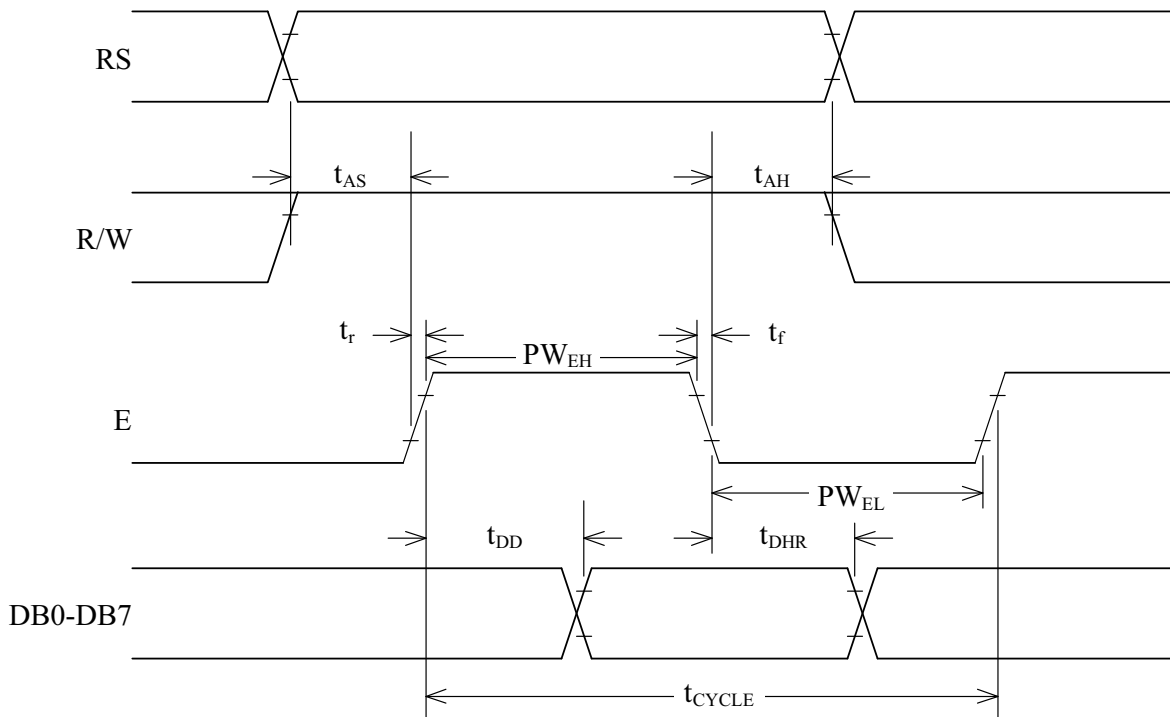 RS
t_AS t_AH
R/W
t_r t_f
PW_EH
E
PW_EL
t_DD t_DHR
DB0-DB7
t_CYCLE